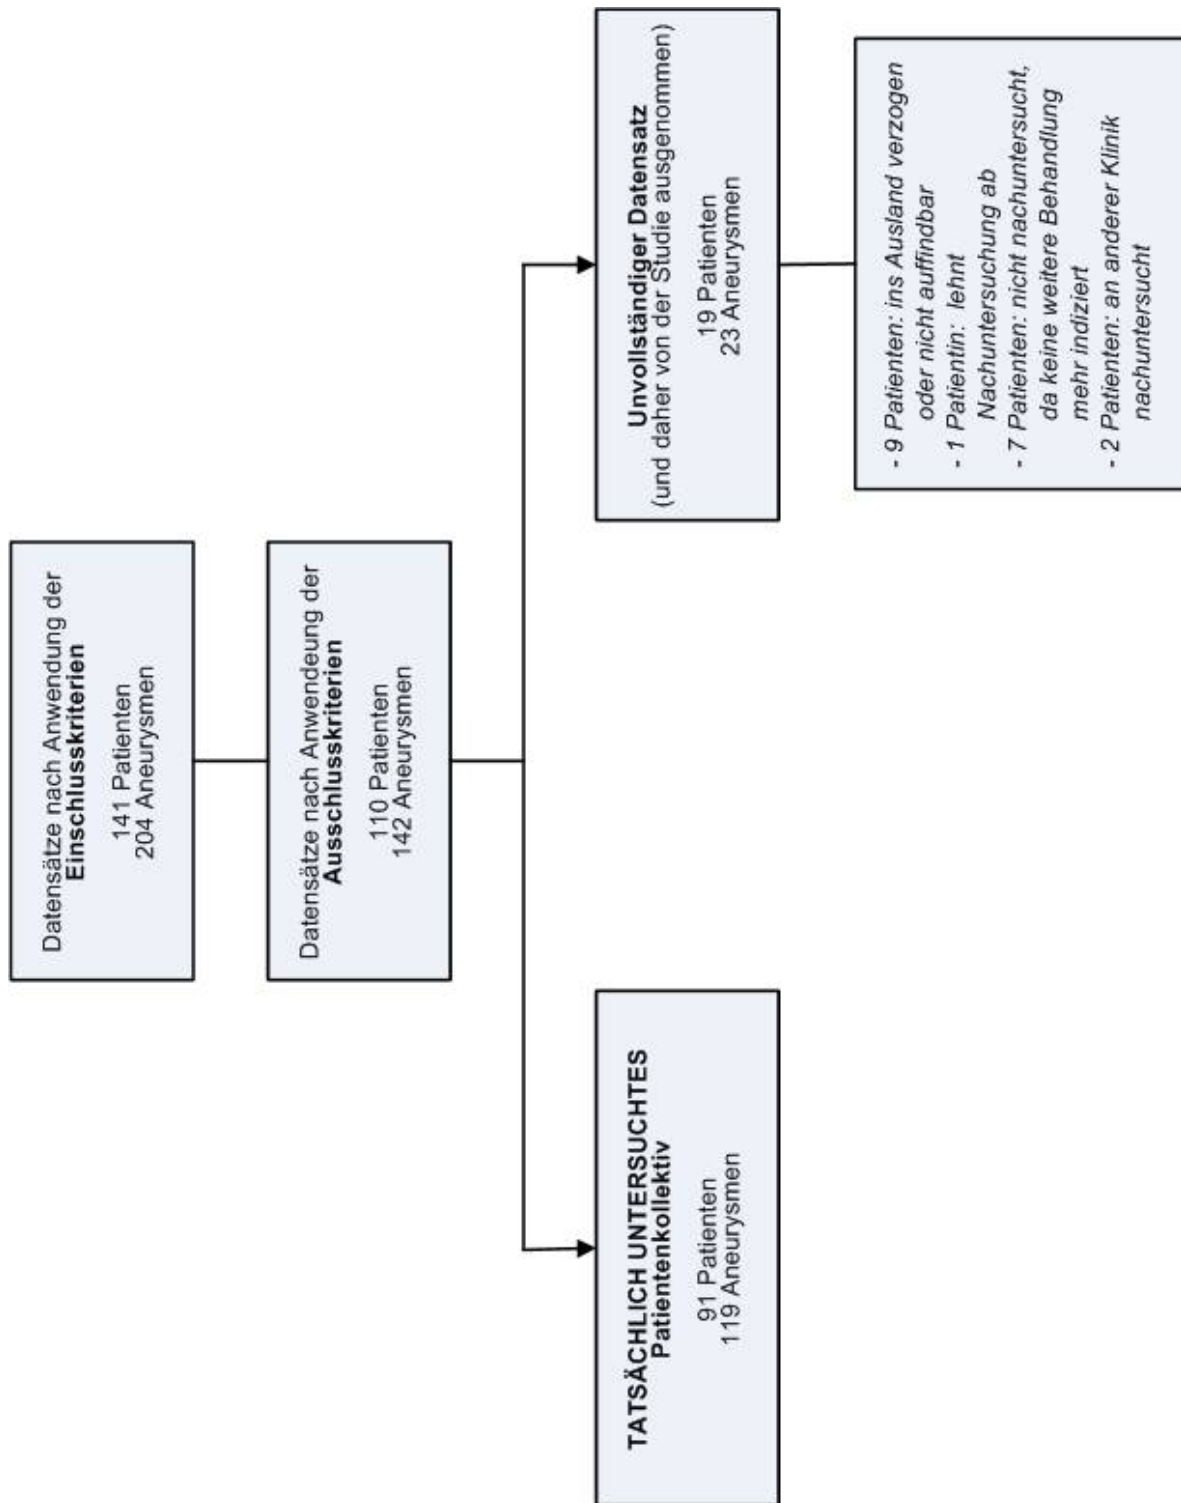 Datensätze nach Anwendung der
Einschlusskriterien
141 Patienten
204 Aneurysmen
Datensätze nach Anwendeung der
Ausschlusskriterien
110 Patienten
142 Aneurysmen
TATSÄCHLICH UNTERSUCHTES
Patientenkollektiv
91 Patienten
119 Aneurysmen
Unvollständiger Datensatz
(und daher von der Studie ausgenommen)
19 Patienten
23 Aneurysmen
- 9 Patienten: ins Ausland verzogen
oder nicht auffindbar
- 1 Patientin: lehnt
Nachuntersuchung ab
- 7 Patienten: nicht nachuntersucht,
da keine weitere Behandlung
mehr indiziert
- 2 Patienten: an anderer Klinik
nachuntersucht